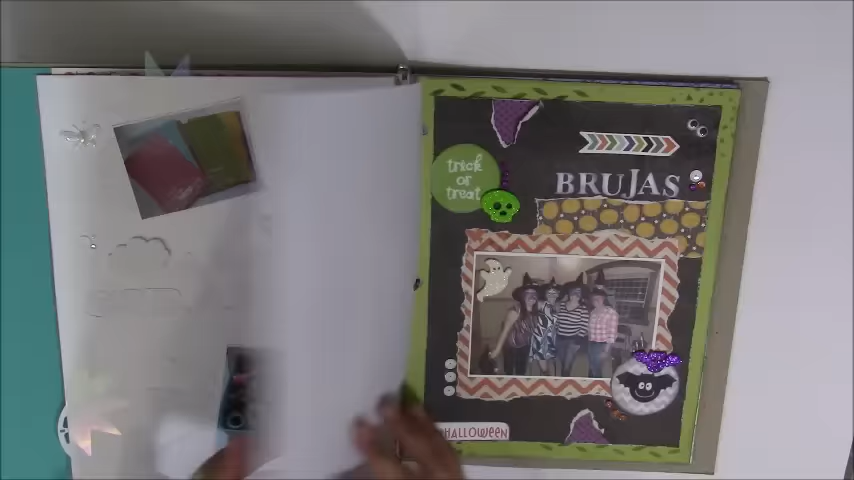 trick
or
treat
BRUJAS
HALLOWEEN